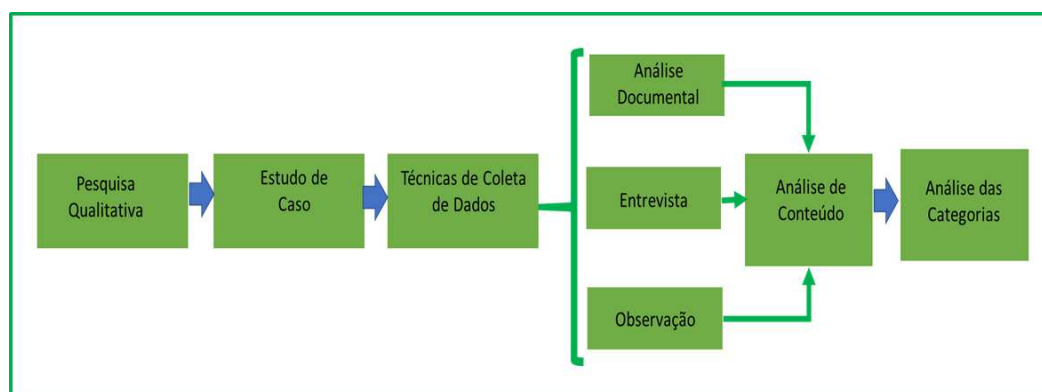 Pesquisa
Qualitativa
Estudo de
Caso
Técnicas de Coleta
de Dados
Análise
Documental
Entrevista
Observação
Análise de
Conteúdo
Análise das
Categorias